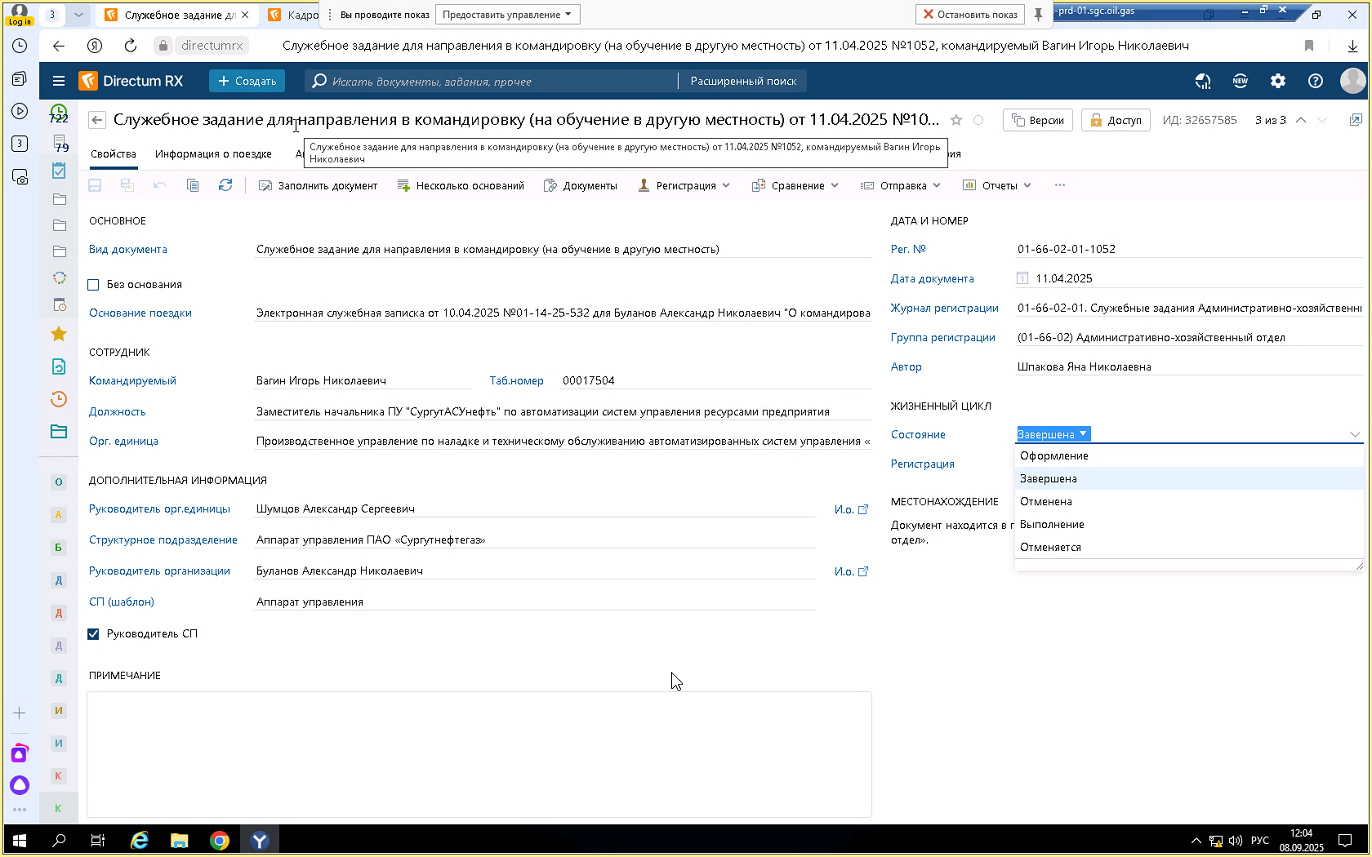 Log in
3
Служебное задание дл
Кадро
Вы проводите показ
Предоставить управление
Остановить показ
-prd-01.sgc.oil.gas
directumrx
Служебное задание для направления в командировку (на обучение в другую местность) от 11.04.2025 №1052, командируемый Вагин Игорь Николаевич
Directum RX
Создать
Искать документы, задания, прочее
Расширенный поиск
NEW
722
79
3
Служебное задание для направления в командировку (на обучение в другую местность) от 11.04.2025 №10...
Версии
Доступ
ИД: 32657585
3 из 3
Свойства
Информация о поездке
Служебное задание для направления в командировку (на обучение в другую местность) от 11.04.2025 №1052, командируемый Вагин Игорь
Николаевич
Заполнить документ
Несколько оснований
Документы
Регистрация
Сравнение
Отправка
Отчеты
ОСНОВНОЕ
Вид документа
Служебное задание для направления в командировку (на обучение в другую местность)
Без основания
Основание поездки
Электронная служебная записка от 10.04.2025 №01-14-25-532 для Буланов Александр Николаевич "О командирова
СОТРУДНИК
Командируемый
Вагин Игорь Николаевич
Таб.номер
00017504
Должность
Заместитель начальника ПУ "СургутАСУнефть" по автоматизации систем управления ресурсами предприятия
Орг. единица
Производственное управление по наладке и техническому обслуживанию автоматизированных систем управления «
ДОПОЛНИТЕЛЬНАЯ ИНФОРМАЦИЯ
Руководитель орг.единицы
Шумцов Александр Сергеевич
И.о.
Структурное подразделение
Аппарат управления ПАО «Сургутнефтегаз»
Руководитель организации
Буланов Александр Николаевич
И.о.
СП (шаблон)
Аппарат управления
Руководитель СП
ПРИМЕЧАНИЕ
ДАТА И НОМЕР
Рег. №
01-66-02-01-1052
Дата документа
11.04.2025
Журнал регистрации
01-66-02-01. Служебные задания Административно-хозяйственн
Группа регистрации
(01-66-02) Административно-хозяйственный отдел
Автор
Шпакова Яна Николаевна
ЖИЗНЕННЫЙ ЦИКЛ
Состояние
Завершена
Оформление
Завершена
Отменена
Выполнение
Отменяется
Регистрация
МЕСТОНАХОЖДЕНИЕ
Документ находится в
отдел».
О
А
Б
Д
Д
Д
Д
И
И
К
К
РУС
12:04
08.09.2025